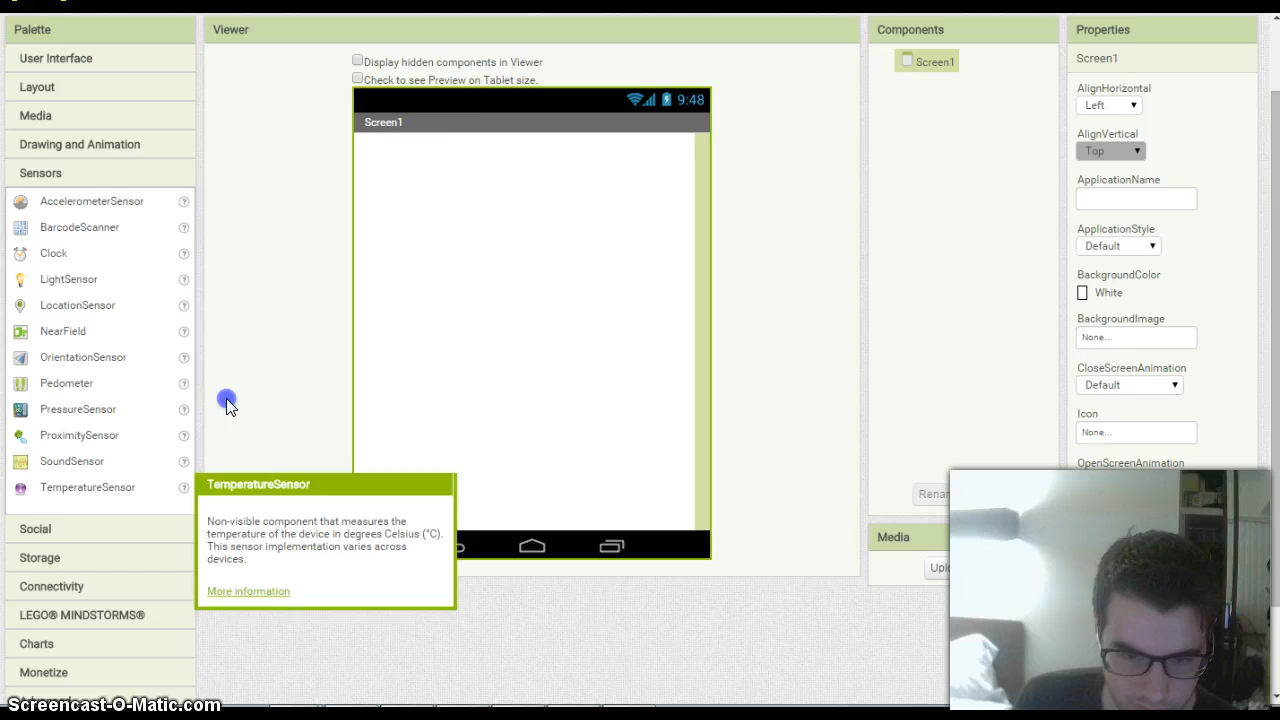 Palette
Viewer
Components
Properties
User Interface
Layout
Media
Drawing and Animation
Sensors
AccelerometerSensor
BarcodeScanner
Clock
LightSensor
LocationSensor
NearField
OrientationSensor
Pedometer
PressureSensor
ProximitySensor
SoundSensor
TemperatureSensor
Social
Storage
Connectivity
LEGO® MINDSTORMS®
Charts
Monetize
Display hidden components in Viewer
Check to see Preview on Tablet size.
9:48
Screen1
TemperatureSensor
Non-visible component that measures the
temperature of the device in degrees Celsius (°C).
This sensor implementation varies across
devices.
More information
Screen1
Media
Screen1
AlignHorizontal
Left
AlignVertical
Top
ApplicationName
ApplicationStyle
Default
BackgroundColor
White
BackgroundImage
None...
CloseScreenAnimation
Default
Icon
None...
OpenScreenAnimation
Screencast-O-Matic.com